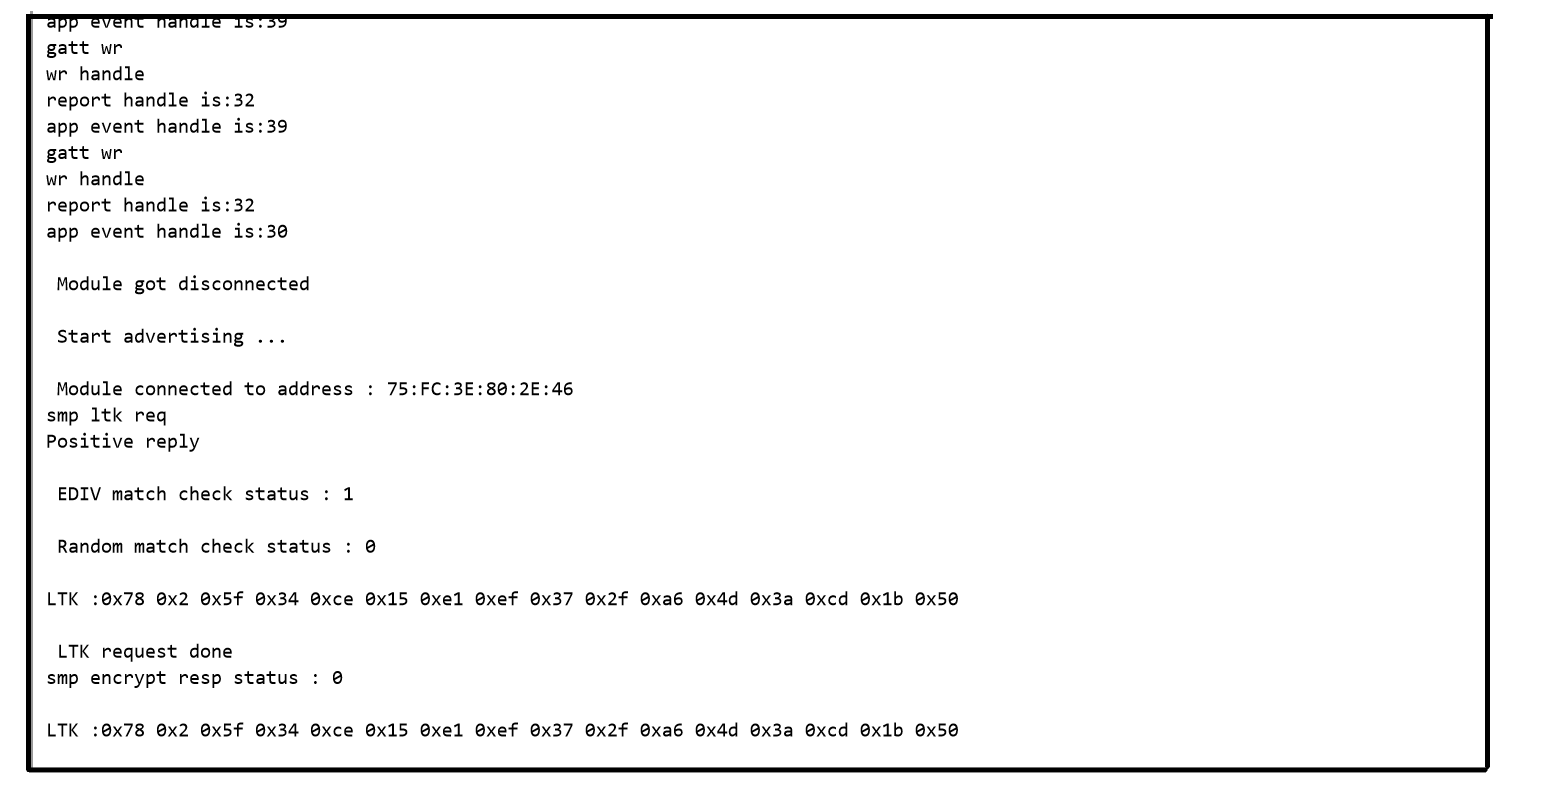 app event handle is:39
gatt wr
wr handle
report handle is:32
app event handle is:39
gatt wr
wr handle
report handle is:32
app event handle is:30
Module got disconnected
Start advertising ...
Module connected to address : 75:FC:3E:80:2E:46
smp ltk req
Positive reply
EDIV match check status : 1
Random match check status : 0
LTK :0x78 0x2 0x5f 0x34 0xce 0x15 0xe1 0xef 0x37 0x2f 0xa6 0x4d 0x3a 0xcd 0x1b 0x50
LTK request done
smp encrypt resp status : 0
LTK :0x78 0x2 0x5f 0x34 0xce 0x15 0xe1 0xef 0x37 0x2f 0xa6 0x4d 0x3a 0xcd 0x1b 0x50